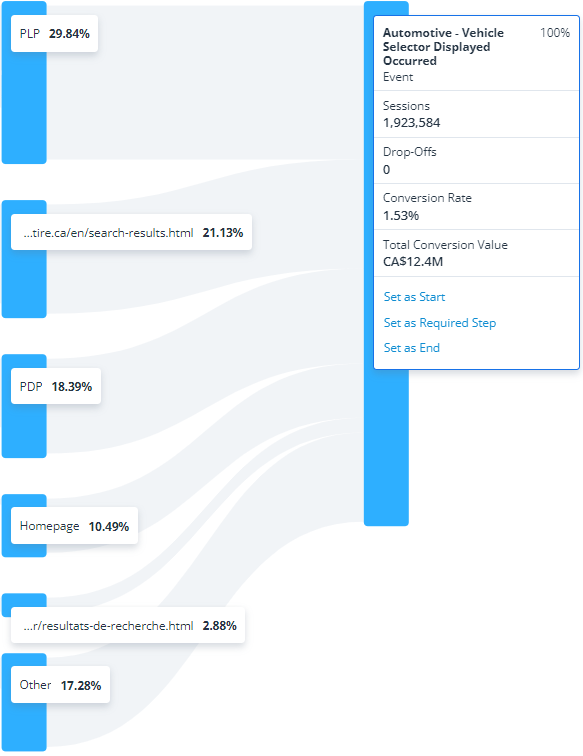 PLP 29.84%
...tire.ca/en/search-results.html 21.13%
PDP 18.39%
Homepage 10.49%
...r/resultats-de-recherche.html 2.88%
Other 17.28%
Automotive - Vehicle 100%
Selector Displayed
Occurred
Event
Sessions
1,923,584
Drop-Offs
0
Conversion Rate
1.53%
Total Conversion Value
CA$12.4M
Set as Start
Set as Required Step
Set as End